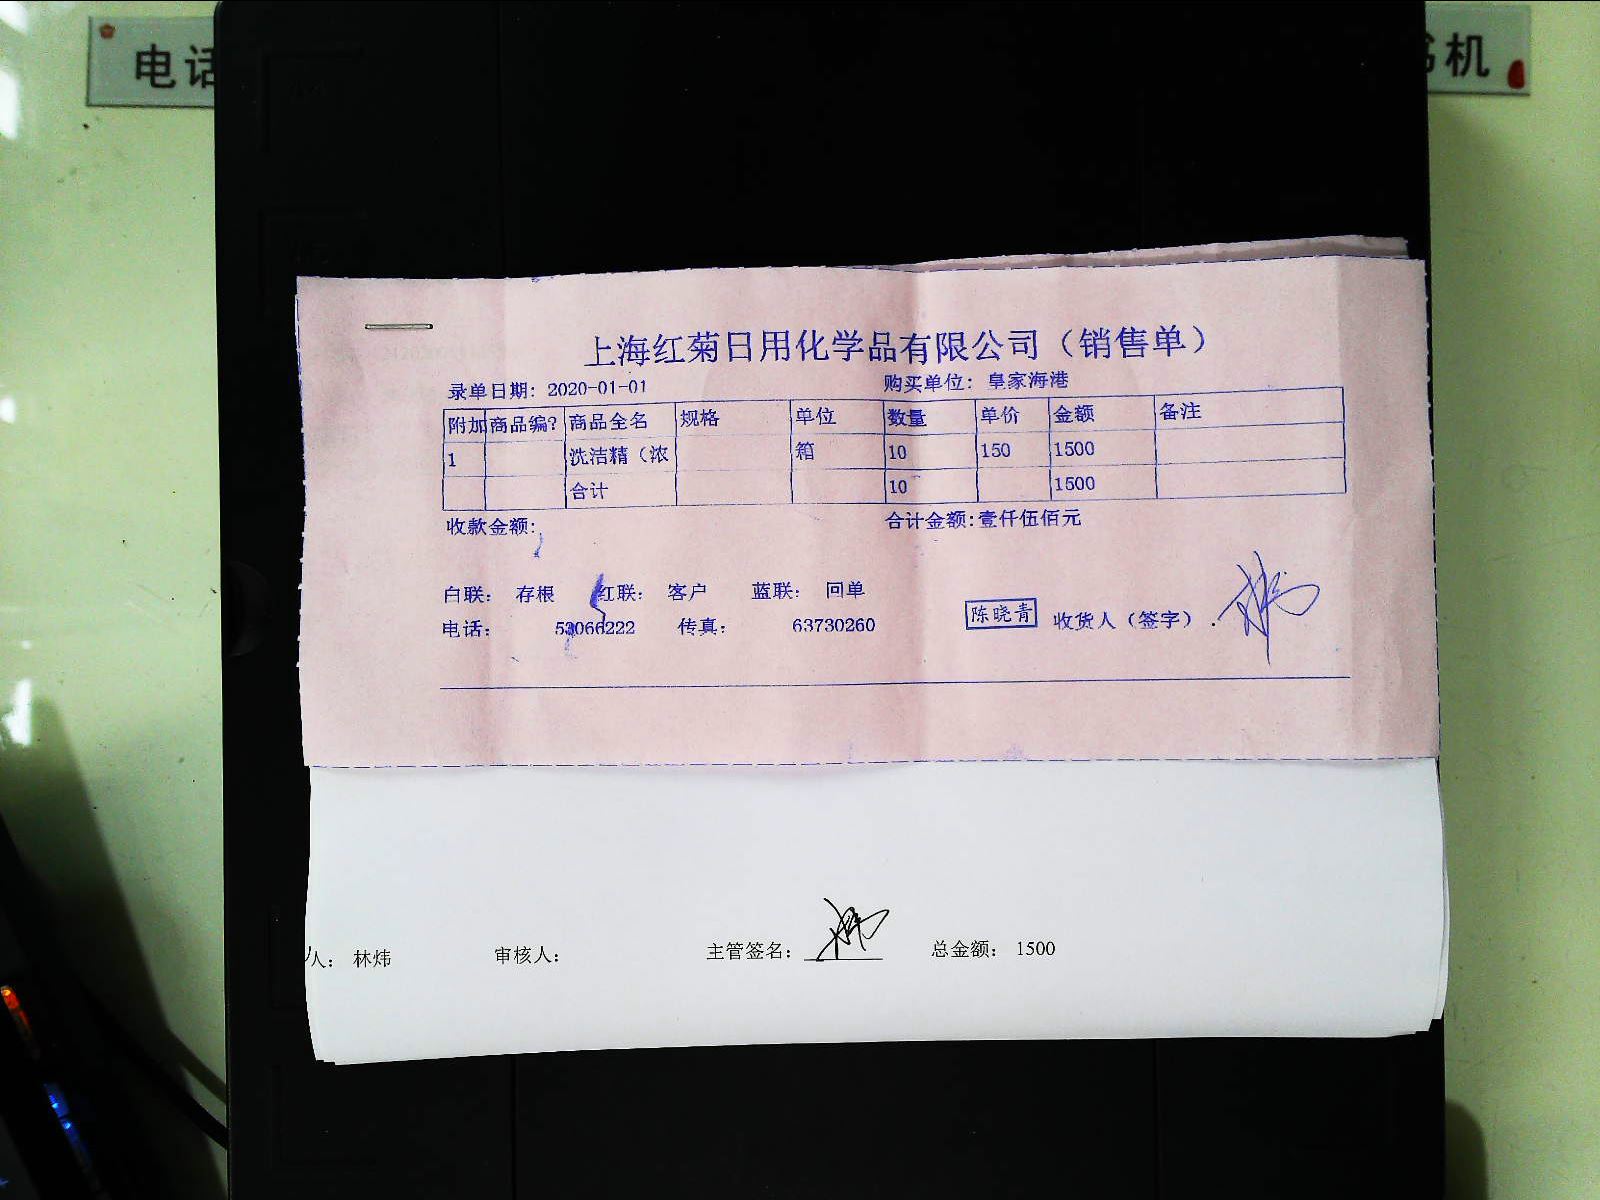 电话
书机
上海红菊日用化学品有限公司（销售单）
录单日期: 2020-01-01 购买单位: 皇家海港
附加 商品编? 商品全名 规格 单位 数量 单价 金额 备注
1 洗洁精（浓 箱 10 150 1500
合计 10 1500
收款金额: 合计金额:壹仟伍佰元
白联: 存根 红联: 客户 蓝联: 回单
电话: 53066222 传真: 63730260 陈晓青 收货人（签字）.
人: 林炜 审核人: 主管签名: 总金额: 1500